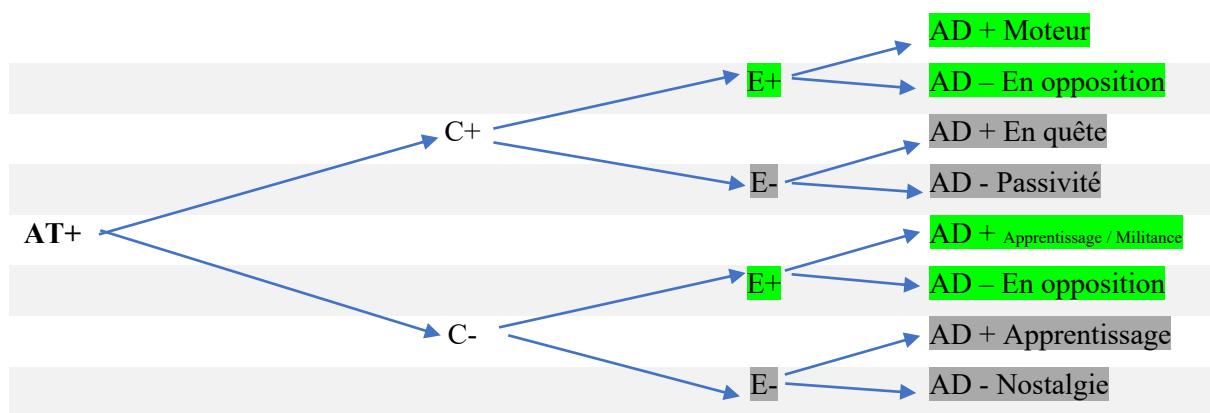 AD + Moteur
E+
AD – En opposition
C+
AD + En quête
E-
AD - Passivité
AT+
AD + Apprentissage / Militance
E+
AD – En opposition
C-
AD + Apprentissage
E-
AD - Nostalgie